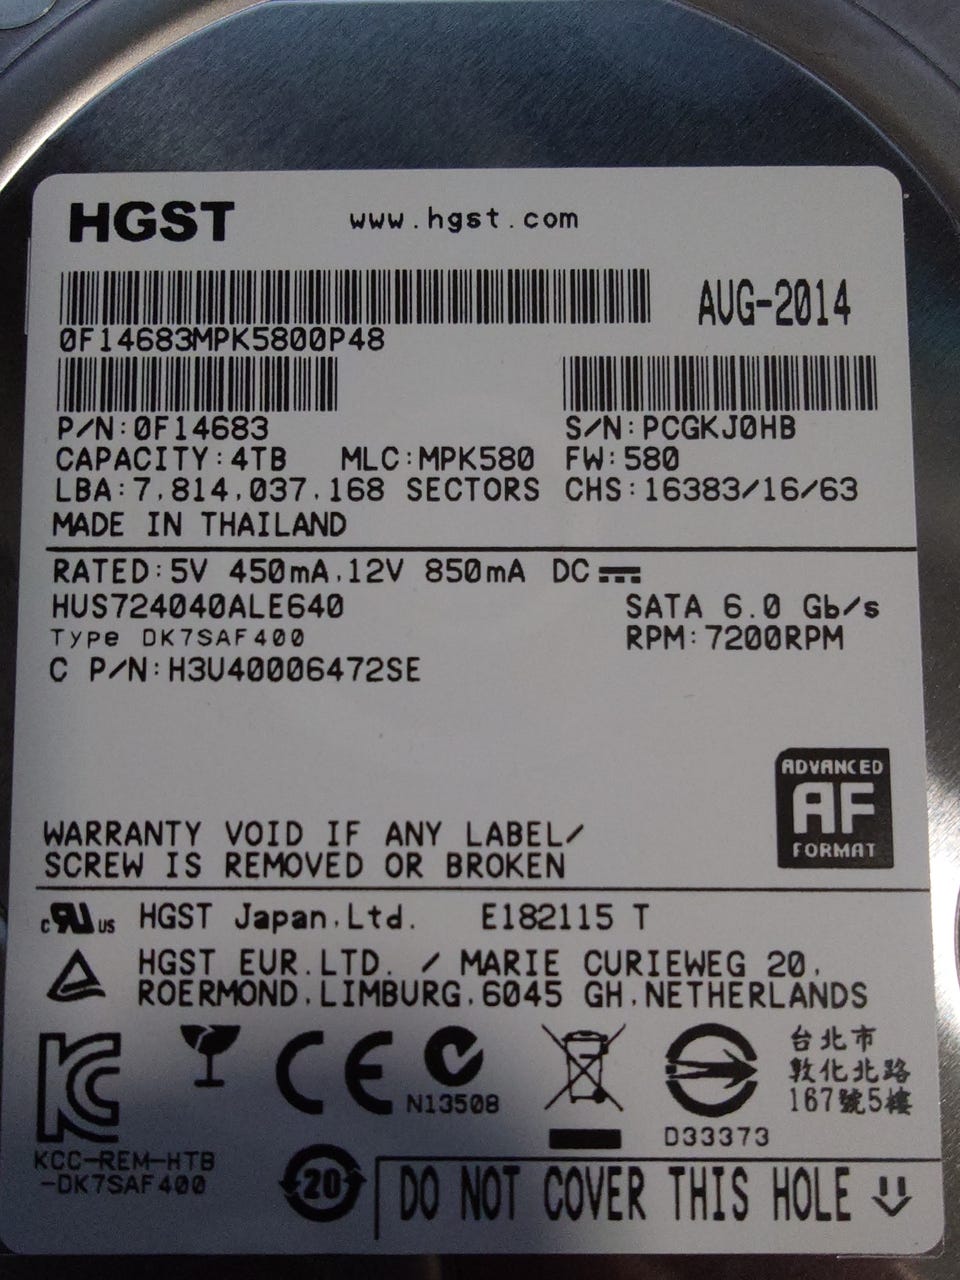 HGST www.hgst.com
AUG-2014
0F14683MPK5800P48
P/N:0F14683 S/N:PCGKJ0HB
CAPACITY:4TB MLC:MPK580 FW:580
LBA:7,814,037,168 SECTORS CHS:16383/16/63
MADE IN THAILAND
RATED:5V 450mA,12V 850mA DC
HUS724040ALE640 SATA 6.0 Gb/s
Type DK7SAF400 RPM:7200RPM
C P/N:H3U40006472SE
ADVANCED
AF
FORMAT
WARRANTY VOID IF ANY LABEL/
SCREW IS REMOVED OR BROKEN
c RU US HGST Japan,Ltd. E182115 T
HGST EUR.LTD. / MARIE CURIEWEG 20,
ROERMOND,LIMBURG,6045 GH,NETHERLANDS
KC
CE
N13508
D33373
台北市
敦化北路
167號5樓
KCC-REM-HTB
-DK7SAF400
20
DO NOT COVER THIS HOLE